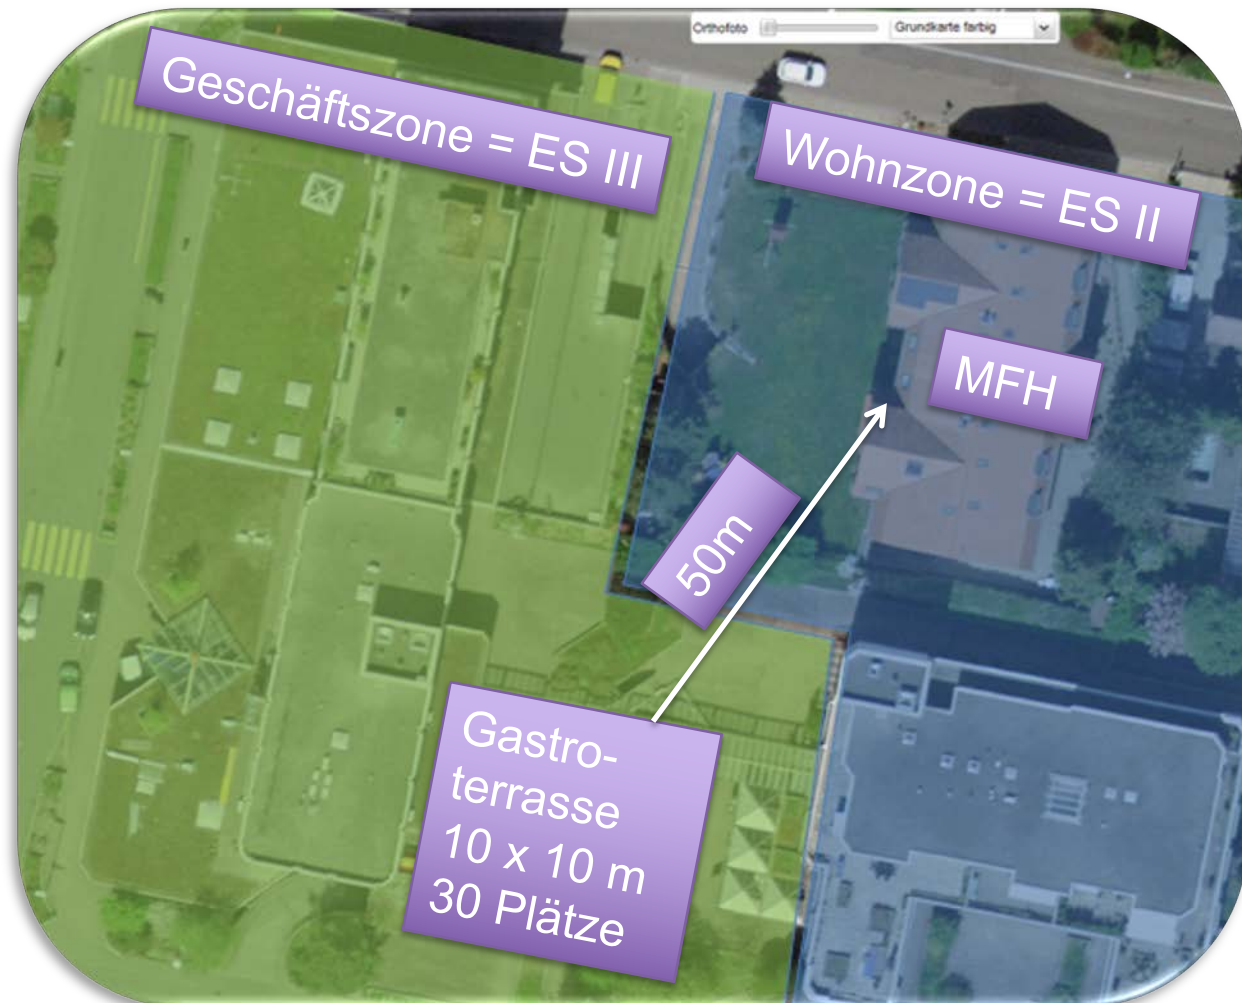 Orthofoto
Grundkarte farbig
Geschäftszone = ES III
Wohnzone = ES II
MFH
50m
Gastro-
terrasse
10 x 10 m
30 Plätze